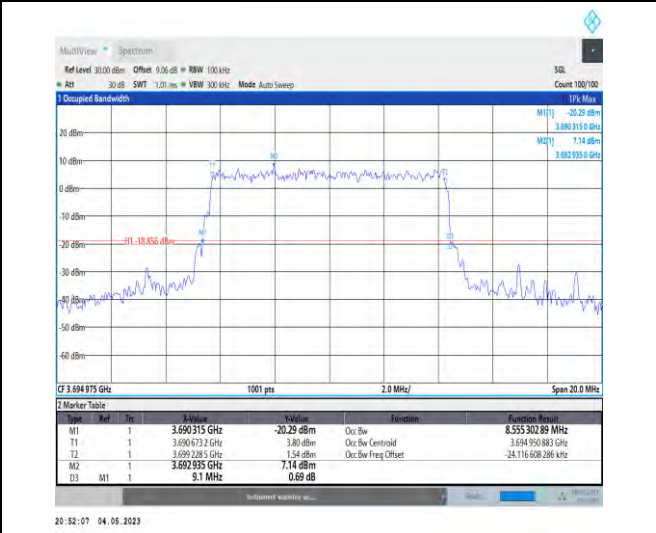 MultiView Spectrum
Ref Level 30.00 dBm Offset 9.06 dB RBW 100 kHz SGL
Att 30 dB SWT 1.01 ms VBW 300 kHz Mode Auto Sweep Count 100/100
1 Occupied Bandwidth 1Pk Max
M1[1] -20.29 dBm
3.690 315 0 GHz
M2[1] 7.14 dBm
3.692 935 0 GHz
20 dBm
10 dBm
0 dBm
-10 dBm
-20 dBm
-30 dBm
-40 dBm
-50 dBm
-60 dBm
H1 -18.856 dBm
T1
M2
T2
M1
D3
CF 3.694 975 GHz 1001 pts 2.0 MHz/ Span 20.0 MHz
2 Marker Table
Type Ref Trc X-Value Y-Value Function Function Result
M1 1 3.690 315 GHz -20.29 dBm Occ Bw 8.555 302 89 MHz
T1 1 3.690 673 2 GHz 3.80 dBm Occ Bw Centroid 3.694 950 883 GHz
T2 1 3.699 228 5 GHz 1.54 dBm Occ Bw Freq Offset -24.116 608 286 kHz
M2 1 3.692 935 GHz 7.14 dBm
D3 M1 1 9.1 MHz 0.69 dB
Instrument warming up...
20:52:07 04.05.2023